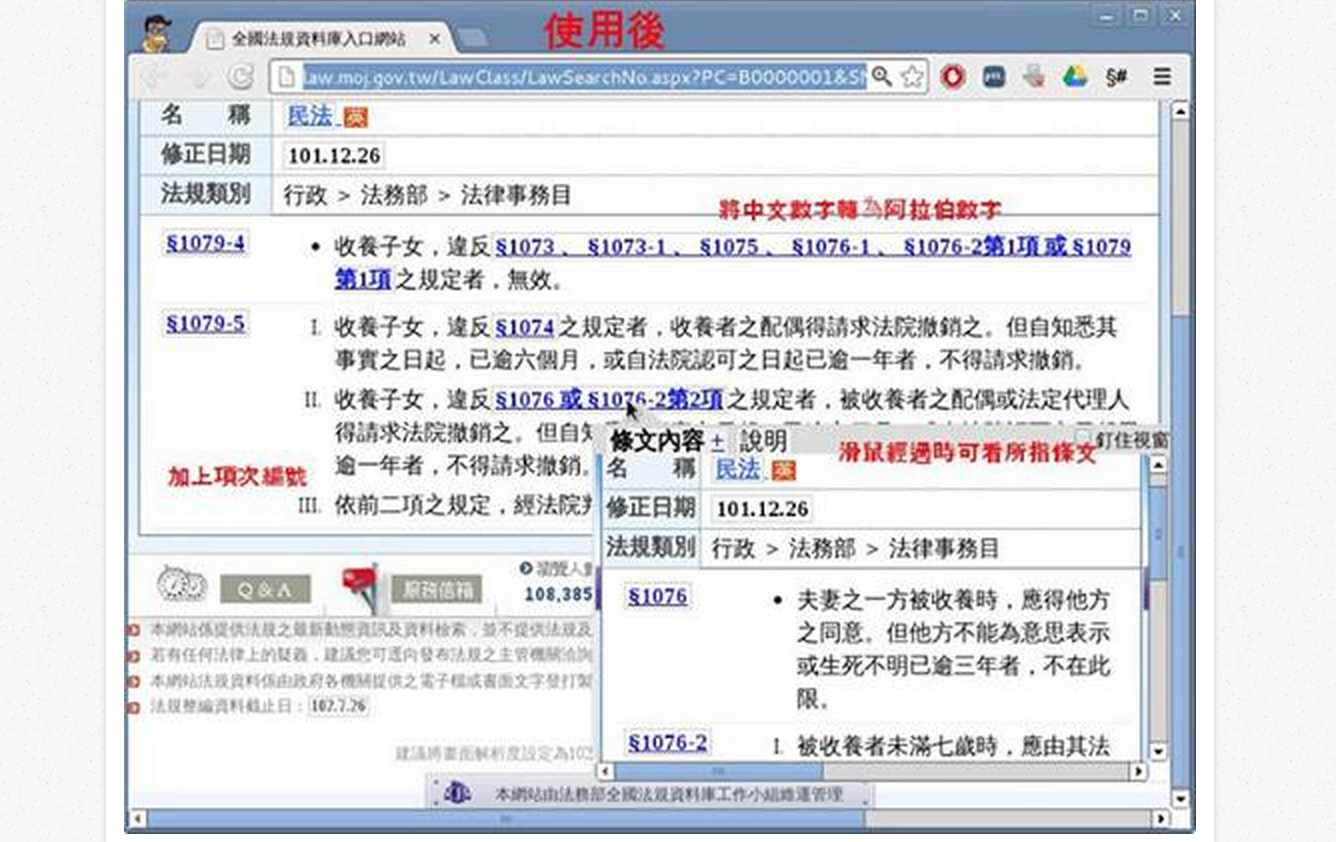 使用後
全國法規資料庫入口網站
law.moj.gov.tw/LawClass/LawSearchNo.aspx?PC=B0000001&S
§#
名 稱 民法 英
修正日期 101.12.26
法規類別 行政 > 法務部 > 法律事務目
將中文數字轉為阿拉伯數字
§1079-4 • 收養子女，違反§1073、 §1073-1、 §1075、 §1076-1、 §1076-2第1項 或 §1079
第1項之規定者，無效。
§1079-5 I. 收養子女，違反§1074之規定者，收養者之配偶得請求法院撤銷之。但自知悉其
事實之日起，已逾六個月，或自法院認可之日起已逾一年者，不得請求撤銷。
II. 收養子女，違反§1076 或 §1076-2第2項之規定者，被收養者之配偶或法定代理人
得請求法院撤銷之。但自知
逾一年者，不得請求撤銷。
加上項次編號
III. 依前二項之規定，經法院判
條文內容 ± 說明 釘住視窗
滑鼠經過時可看所指條文
名 稱 民法 英
修正日期 101.12.26
法規類別 行政 > 法務部 > 法律事務目
§1076 • 夫妻之一方被收養時，應得他方
之同意。但他方不能為意思表示
或生死不明已逾三年者，不在此
限。
§1076-2 I. 被收養者未滿七歲時，應由其法
Q & A 服務信箱 瀏覽人數
108,385
本網站係提供法規之最新動態資訊及資料檢索，並不提供法規及
若有任何法律上的疑義，建議您可逕向發布法規之主管機關洽詢
本網站法規資料係由政府各機關提供之電子檔或書面文字登打製
法規整編資料截止日：102.7.26
建議將畫面解析度設定為102
本網站由法務部全國法規資料庫工作小組維運管理